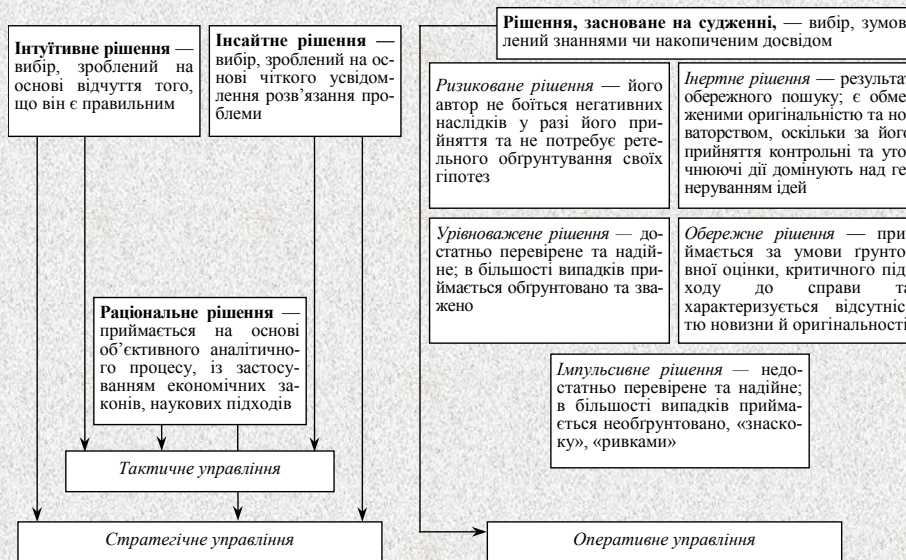 Інтуїтивне рішення —
вибір, зроблений на
основі відчуття того,
що він є правильним
Інсайтне рішення —
вибір, зроблений на ос-
нові чіткого усвідом-
лення розв’язання про-
блеми
Раціональне рішення —
приймається на основі
об’єктивного аналітично-
го процесу, із застосу-
ванням економічних за-
конів, наукових підходів
Тактичне управління
Стратегічне управління
Рішення, засноване на судженні, — вибір, зумов
лений знаннями чи накопиченим досвідом
Ризиковане рішення — його
автор не боїться негативних
наслідків у разі його при-
йняття та не потребує рете-
льного обґрунтування своїх
гіпотез
Інертне рішення — результат
обережного пошуку; є обме
женими оригінальністю та но
ваторством, оскільки за його
прийняття контрольні та уто
чнюючі дії домінують над ге
неруванням ідей
Урівноважене рішення — до-
статньо перевірене та надій-
не; в більшості випадків при-
ймається обґрунтовано та зва-
жено
Обережне рішення — при
ймається за умови ґрунто
вної оцінки, критичного під
ходу до справи та
характеризується відсутніс
тю новизни й оригінальності
Імпульсивне рішення — недо-
статньо перевірене та надійне;
в більшості випадків прийма-
ється необґрунтовано, «знаско-
ку», «ривками»
Оперативне управління